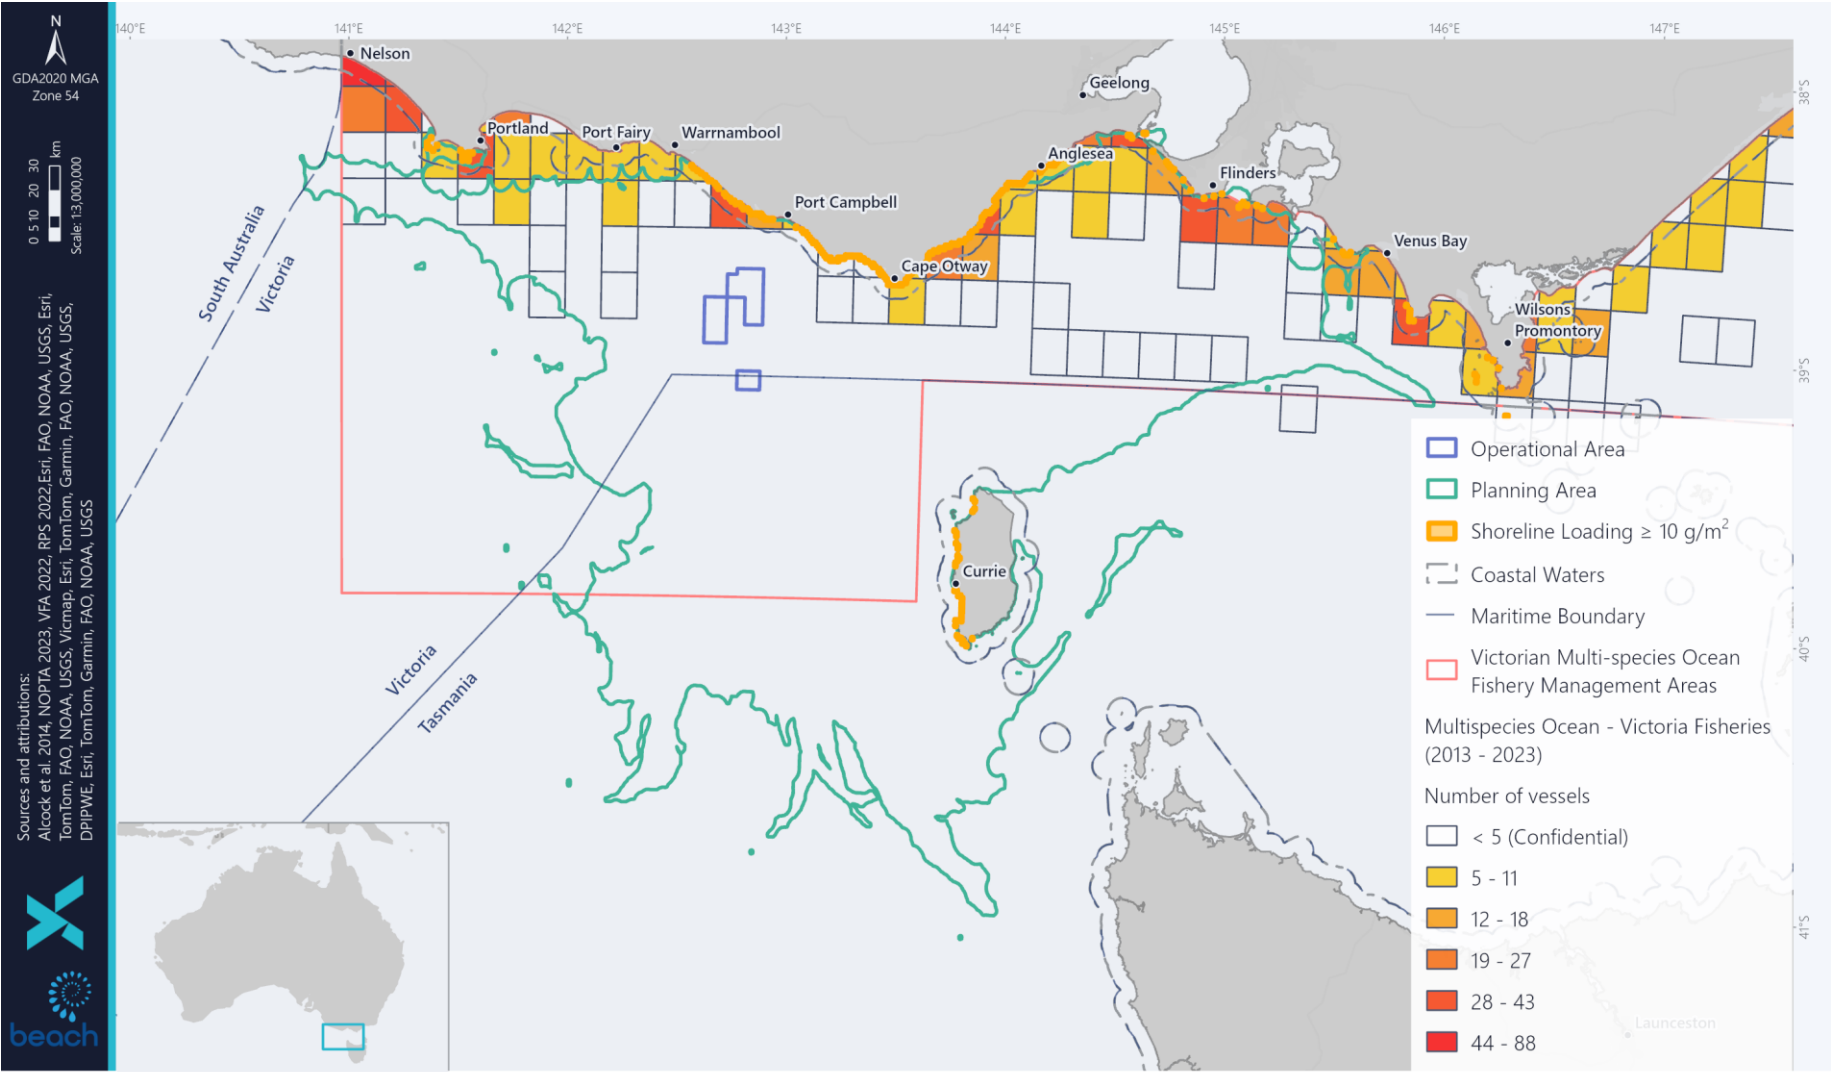 140°E
141°E
142°E
143°E
144°E
145°E
146°E
147°E
N
GDA2020 MGA
Zone 54
0 5 10 20 30
km
Scale: 1:3,000,000
Sources and attributions:
Alcock et al. 2014, NOPTA 2023, VFA 2022, RPS 2022,Esri, FAO, NOAA, USGS, Esri,
TomTom, FAO, NOAA, USGS, Vicmap, Esri, TomTom, Garmin, FAO, NOAA, USGS,
DPIPWE, Esri, TomTom, Garmin, FAO, NOAA, USGS
beach
Nelson
Portland
Port Fairy
Warrnambool
Port Campbell
Geelong
Anglesea
Flinders
Cape Otway
Venus Bay
Wilsons
Promontory
Currie
South Australia
Victoria
Victoria
Tasmania
38°S
39°S
40°S
41°S
Operational Area
Planning Area
Shoreline Loading ≥ 10 g/m²
Coastal Waters
Maritime Boundary
Victorian Multi-species Ocean
Fishery Management Areas
Multispecies Ocean - Victoria Fisheries
(2013 - 2023)
Number of vessels
< 5 (Confidential)
5 - 11
12 - 18
19 - 27
28 - 43
44 - 88
Launceston